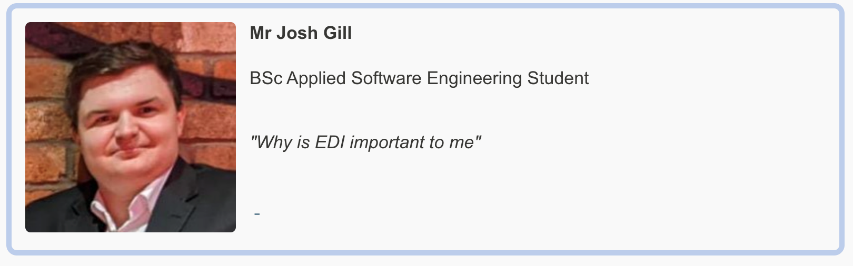 Mr Josh Gill
BSc Applied Software Engineering Student
"Why is EDI important to me"
-